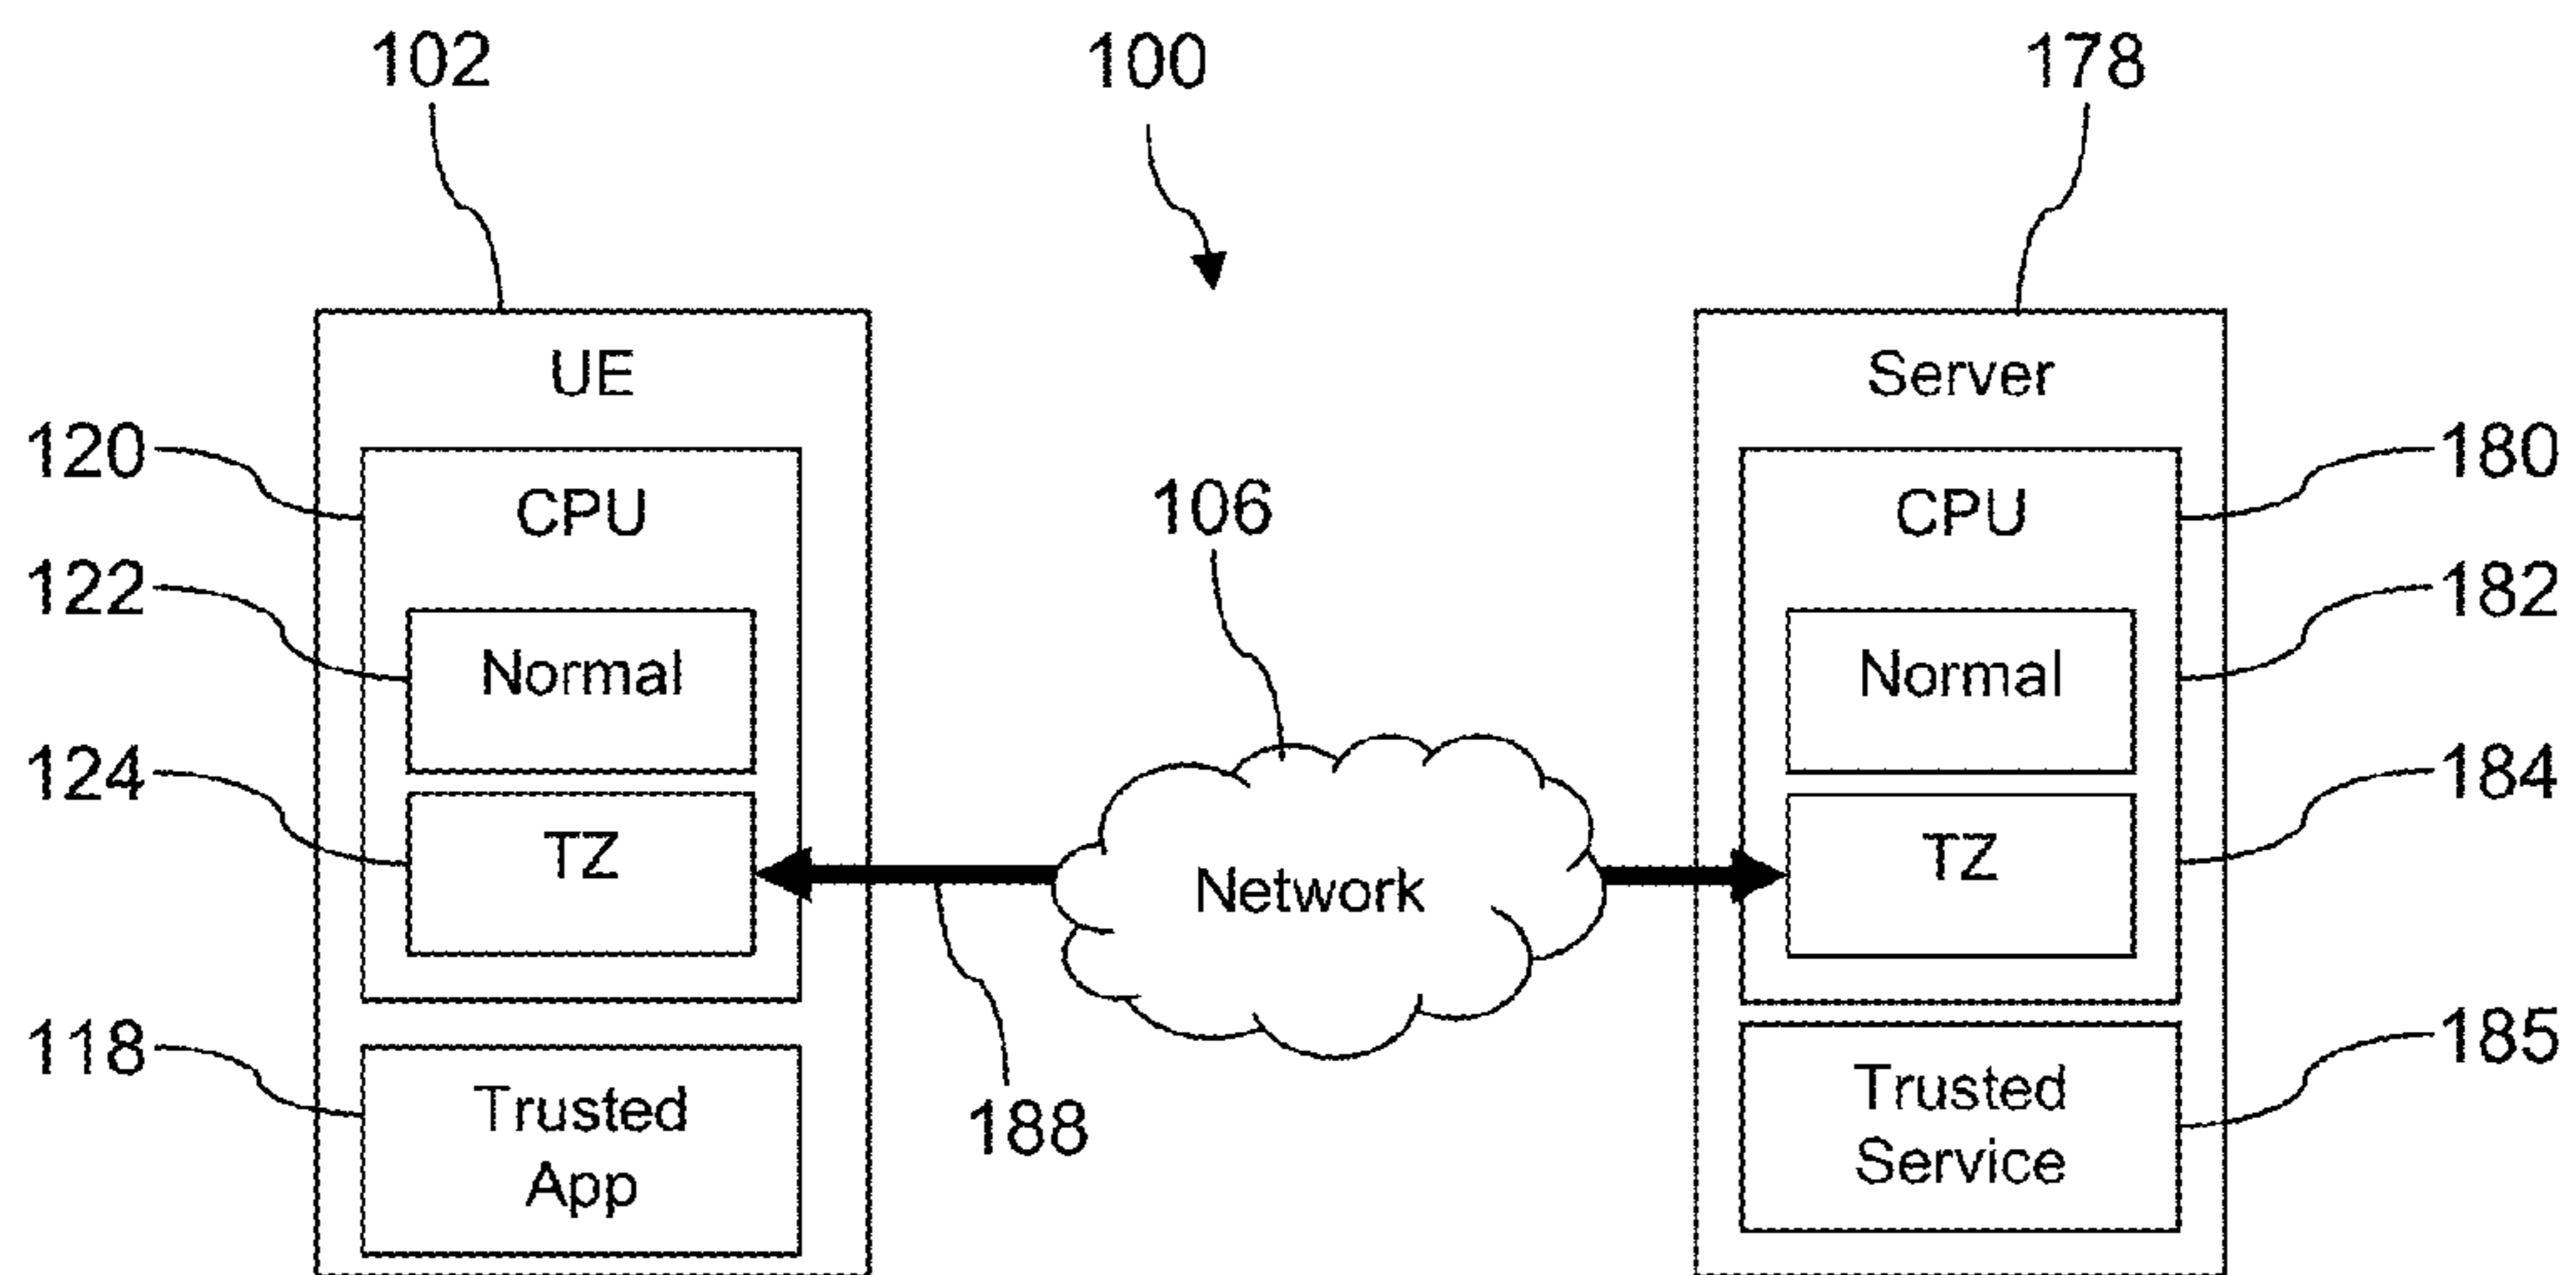 102
100
178
UE
Server
120
CPU
106
CPU
180
122
Normal
Normal
182
124
TZ
Network
TZ
184
118
Trusted
App
188
Trusted
Service
185